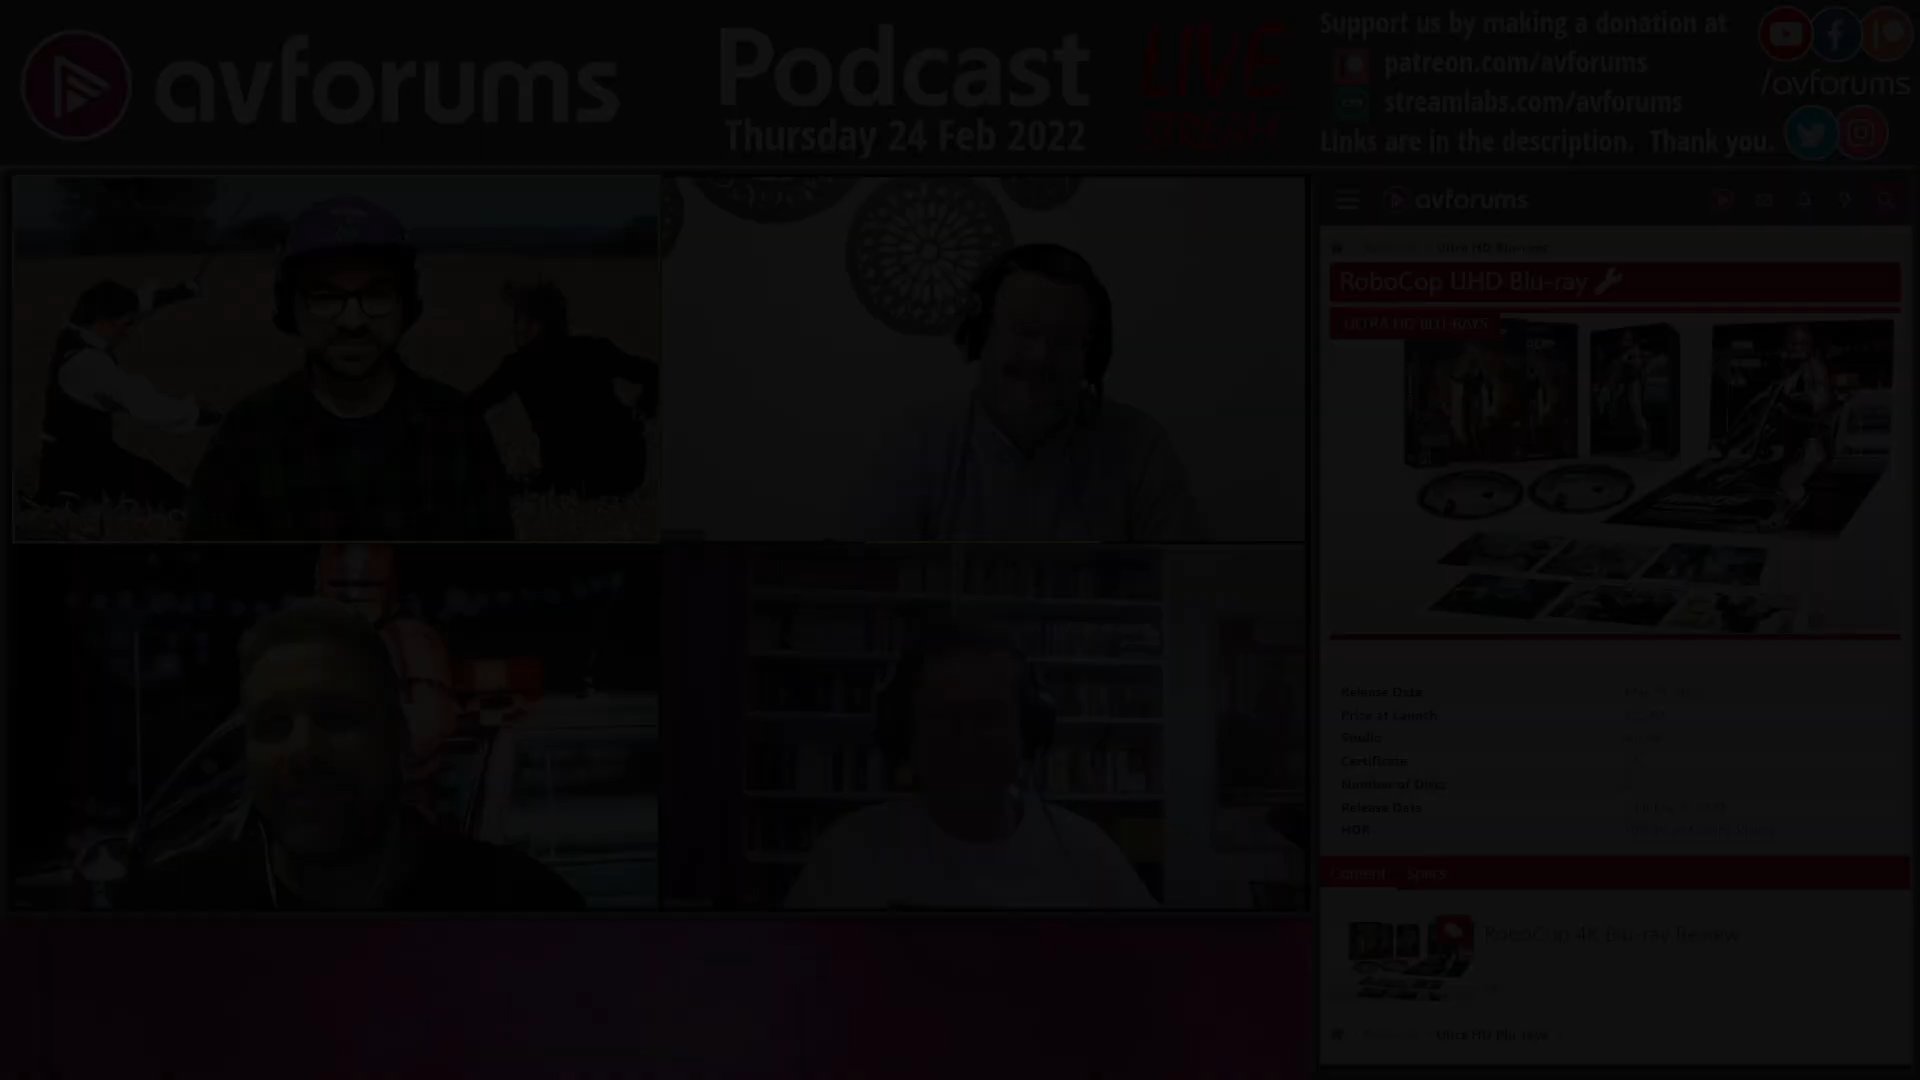 avforums
Podcast
LIVE
STREAM
Thursday 24 Feb 2022
Support us by making a donation at
patreon.com/avforums
streamlabs.com/avforums
Links are in the description. Thank you.
/avforums
avforums
Ultra HD Blu-rays
RoboCop UHD Blu-ray
ULTRA HD BLU-RAYS
Release Date
Price at Launch
Studio
Certificate
Number of Discs
Release Date
HDR
Content Specs
RoboCop 4K Blu-ray Review
Ultra HD Blu-rays